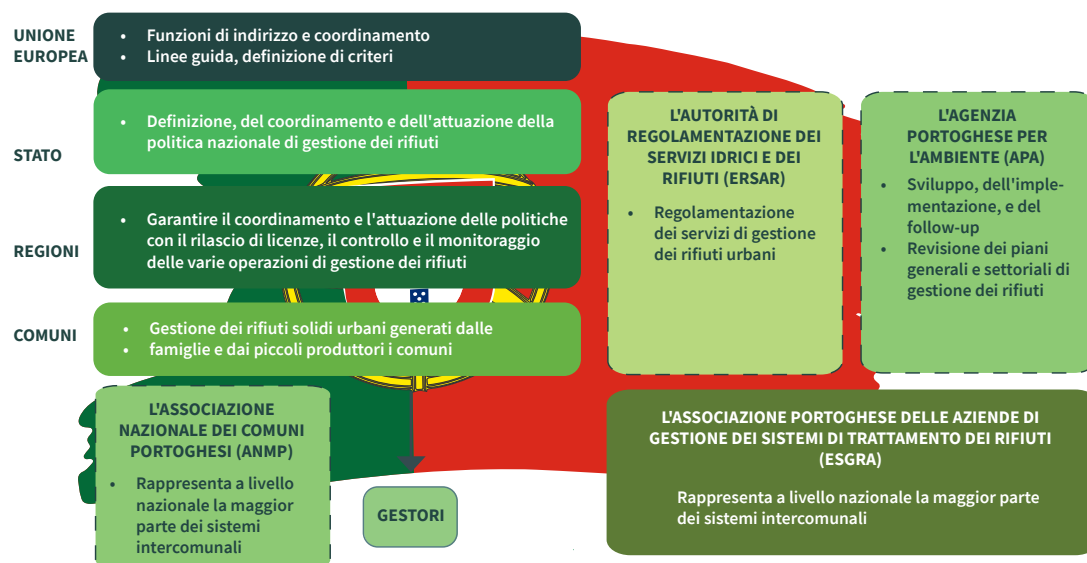 UNIONE
EUROPEA
• Funzioni di indirizzo e coordinamento
• Linee guida, definizione di criteri
STATO
• Definizione, del coordinamento e dell'attuazione della
politica nazionale di gestione dei rifiuti
REGIONI
• Garantire il coordinamento e l'attuazione delle politiche
con il rilascio di licenze, il controllo e il monitoraggio
delle varie operazioni di gestione dei rifiuti
COMUNI
• Gestione dei rifiuti solidi urbani generati dalle
• famiglie e dai piccoli produttori i comuni
L'AUTORITÀ DI
REGOLAMENTAZIONE DEI
SERVIZI IDRICI E DEI
RIFIUTI (ERSAR)
• Regolamentazione
dei servizi di gestione
dei rifiuti urbani
L'AGENZIA
PORTOGHESE PER
L'AMBIENTE (APA)
• Sviluppo, dell'imple-
mentazione, e del
follow-up
• Revisione dei piani
generali e settoriali di
gestione dei rifiuti
L'ASSOCIAZIONE
NAZIONALE DEI COMUNI
PORTOGHESI (ANMP)
• Rappresenta a livello
nazionale la maggior
parte dei sistemi
intercomunali
GESTORI
L'ASSOCIAZIONE PORTOGHESE DELLE AZIENDE DI
GESTIONE DEI SISTEMI DI TRATTAMENTO DEI RIFIUTI
(ESGRA)
Rappresenta a livello nazionale la maggior parte
dei sistemi intercomunali